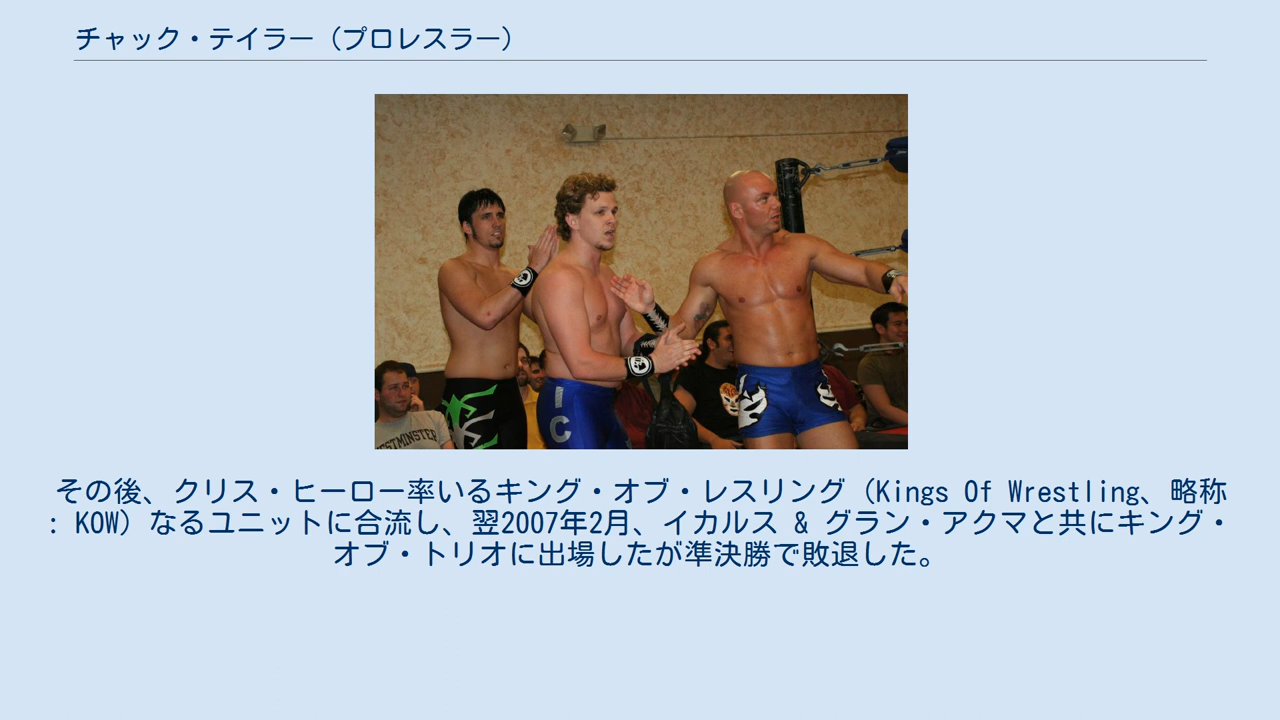 チャック・テイラー（プロレスラー）
WESTMINSTER
I
C
その後、クリス・ヒーロー率いるキング・オブ・レスリング（Kings Of Wrestling、略称
: KOW）なるユニットに合流し、翌2007年2月、イカルス & グラン・アクマと共にキング・
オブ・トリオに出場したが準決勝で敗退した。